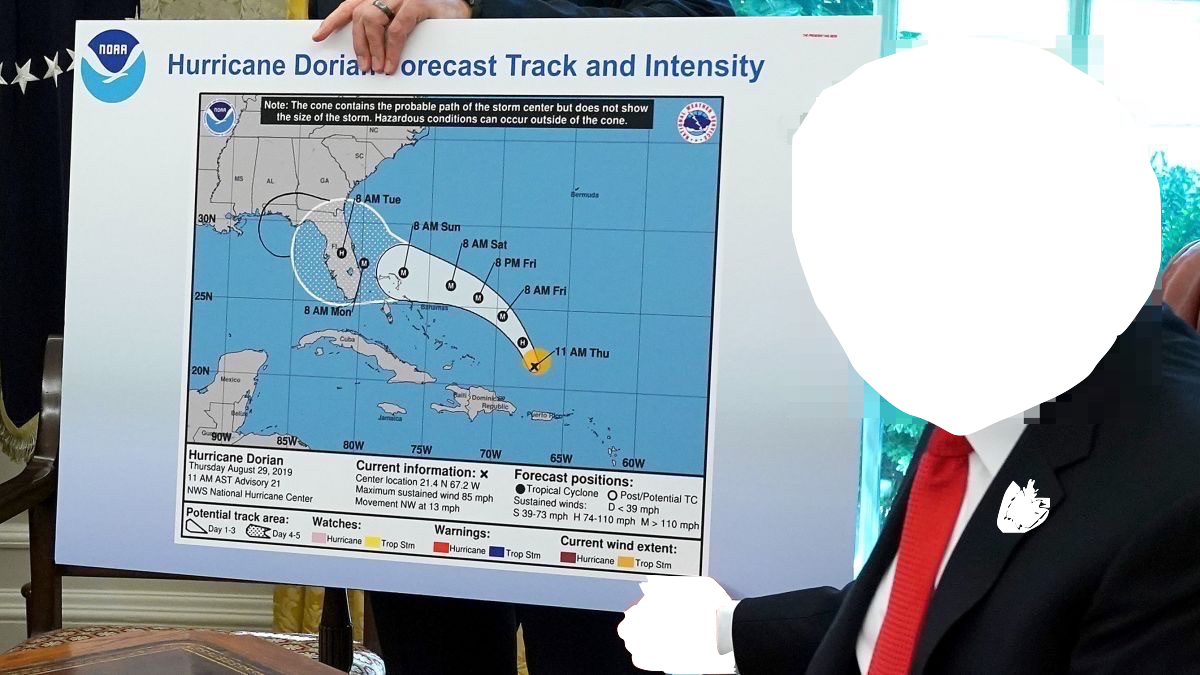 NOAA
THE PRESIDENT HAS SEEN
Hurricane Dorian Forecast Track and Intensity
NOAA
Note: The cone contains the probable path of the storm center but does not show
the size of the storm. Hazardous conditions can occur outside of the cone.
NC
SC
MS AL GA
Bermuda
8 AM Tue
30N
8 AM Sun
FL
8 AM Sat
8 PM Fri
H
M
M
M
M
8 AM Fri
25N
8 AM Mon
Bahamas
M
H
11 AM Thu
Cuba
20N
Mexico
Haiti Dominican
Republic
Puerto Rico
Jamaica
Belize
90W 85W 80W 75W 70W 65W 60W
Hurricane Dorian
Thursday August 29, 2019
11 AM AST Advisory 21
NWS National Hurricane Center
Current information: x
Center location 21.4 N 67.2 W
Maximum sustained wind 85 mph
Movement NW at 13 mph
Forecast positions:
Tropical Cyclone Post/Potential TC
Sustained winds: D < 39 mph
S 39-73 mph H 74-110 mph M > 110 mph
Potential track area:
Day 1-3 Day 4-5
Watches:
Hurricane Trop Stm
Warnings:
Hurricane Trop Stm
Current wind extent:
Hurricane Trop Stm